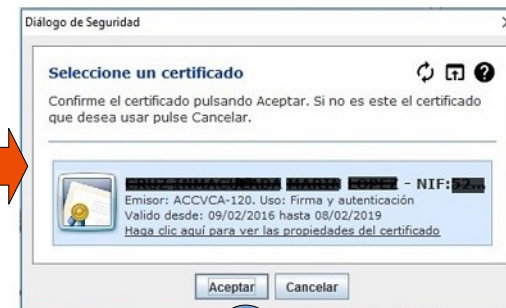 Diálogo de Seguridad
Seleccione un certificado
Confirme el certificado pulsando Aceptar. Si no es este el certificado
que desea usar pulse Cancelar.
- NIF:
Emisor: ACCVCA-120. Uso: Firma y autenticación
Valido desde: 09/02/2016 hasta 08/02/2019
Haga clic aquí para ver las propiedades del certificado
Aceptar Cancelar